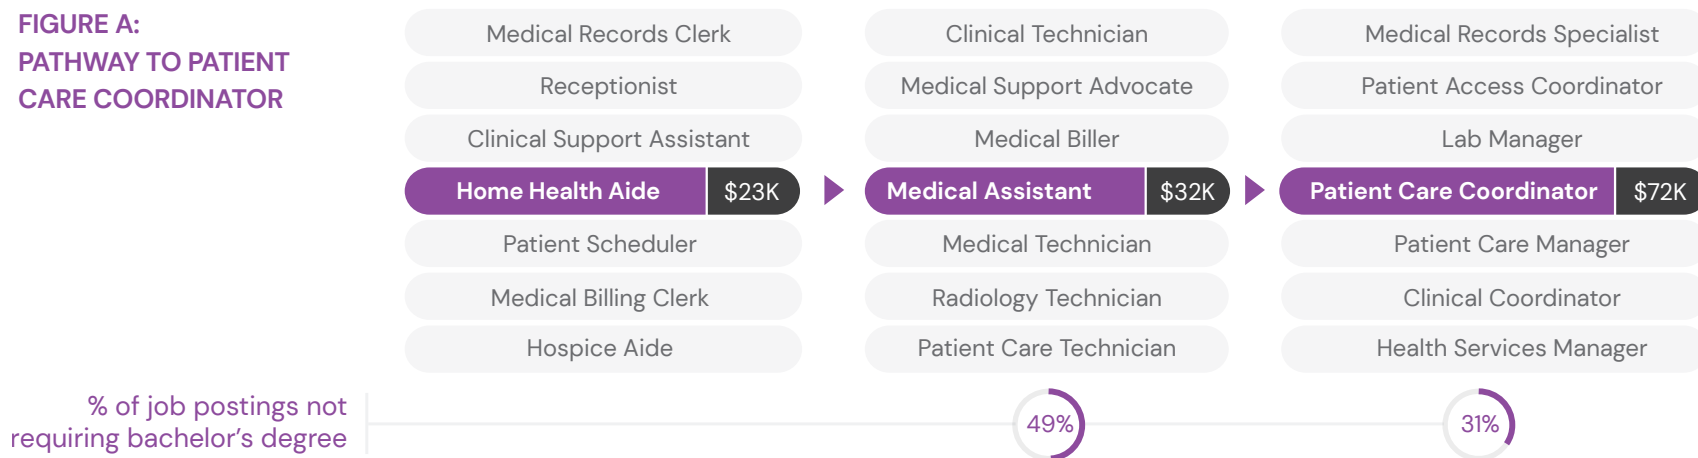 FIGURE A:
PATHWAY TO PATIENT
CARE COORDINATOR
Medical Records Clerk
Receptionist
Clinical Support Assistant
Home Health Aide $23K
Patient Scheduler
Medical Billing Clerk
Hospice Aide
Clinical Technician
Medical Support Advocate
Medical Biller
Medical Assistant $32K
Medical Technician
Radiology Technician
Patient Care Technician
Medical Records Specialist
Patient Access Coordinator
Lab Manager
Patient Care Coordinator $72K
Patient Care Manager
Clinical Coordinator
Health Services Manager
% of job postings not
requiring bachelor’s degree
49%
31%